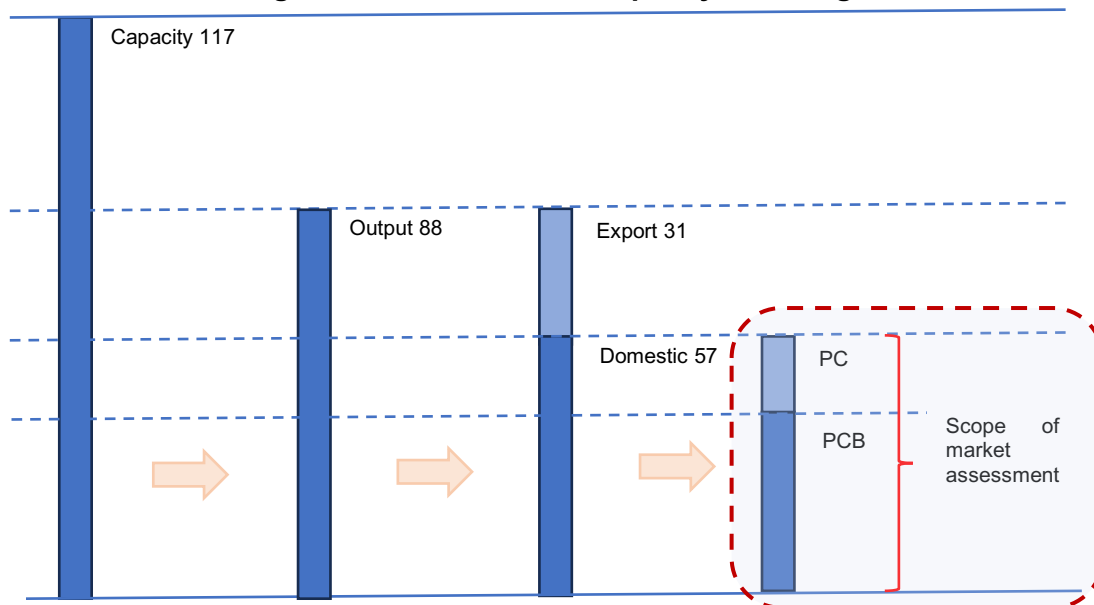 Capacity 117
Output 88
Export 31
Domestic 57
PC
PCB
Scope of
market
assessment